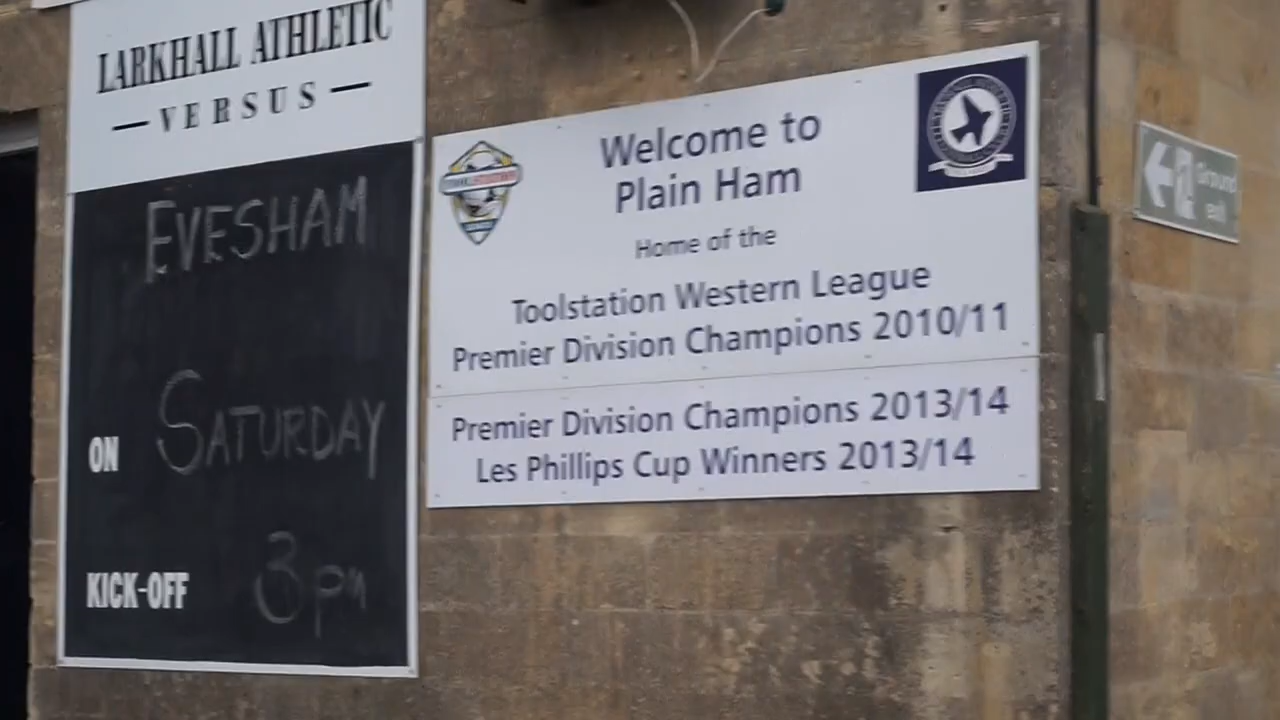 LARKHALL ATHLETIC
VERSUS
EVESHAM
ON SATURDAY
KICK-OFF 3pm
Welcome to
Plain Ham
Home of the
Toolstation Western League
Premier Division Champions 2010/11
Premier Division Champions 2013/14
Les Phillips Cup Winners 2013/14
TOOLSTATION
Ground
exit